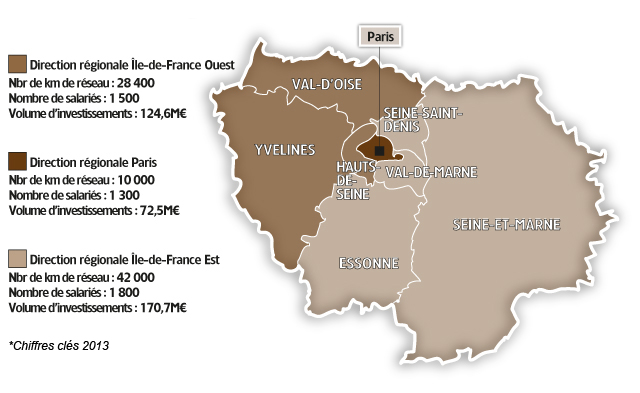 Paris
Direction régionale Île-de-France Ouest
Nbr de km de réseau : 28 400
Nombre de salariés : 1 500
Volume d'investissements : 124,6M€
Direction régionale Paris
Nbr de km de réseau : 10 000
Nombre de salariés : 1 300
Volume d'investissements : 72,5M€
Direction régionale Île-de-France Est
Nbr de km de réseau : 42 000
Nombre de salariés : 1 800
Volume d'investissements : 170,7M€
*Chiffres clés 2013
VAL-D'OISE
SEINE-SAINT-
DENIS
YVELINES
HAUTS-
DE-
SEINE
VAL-DE-MARNE
SEINE-ET-MARNE
ESSONNE